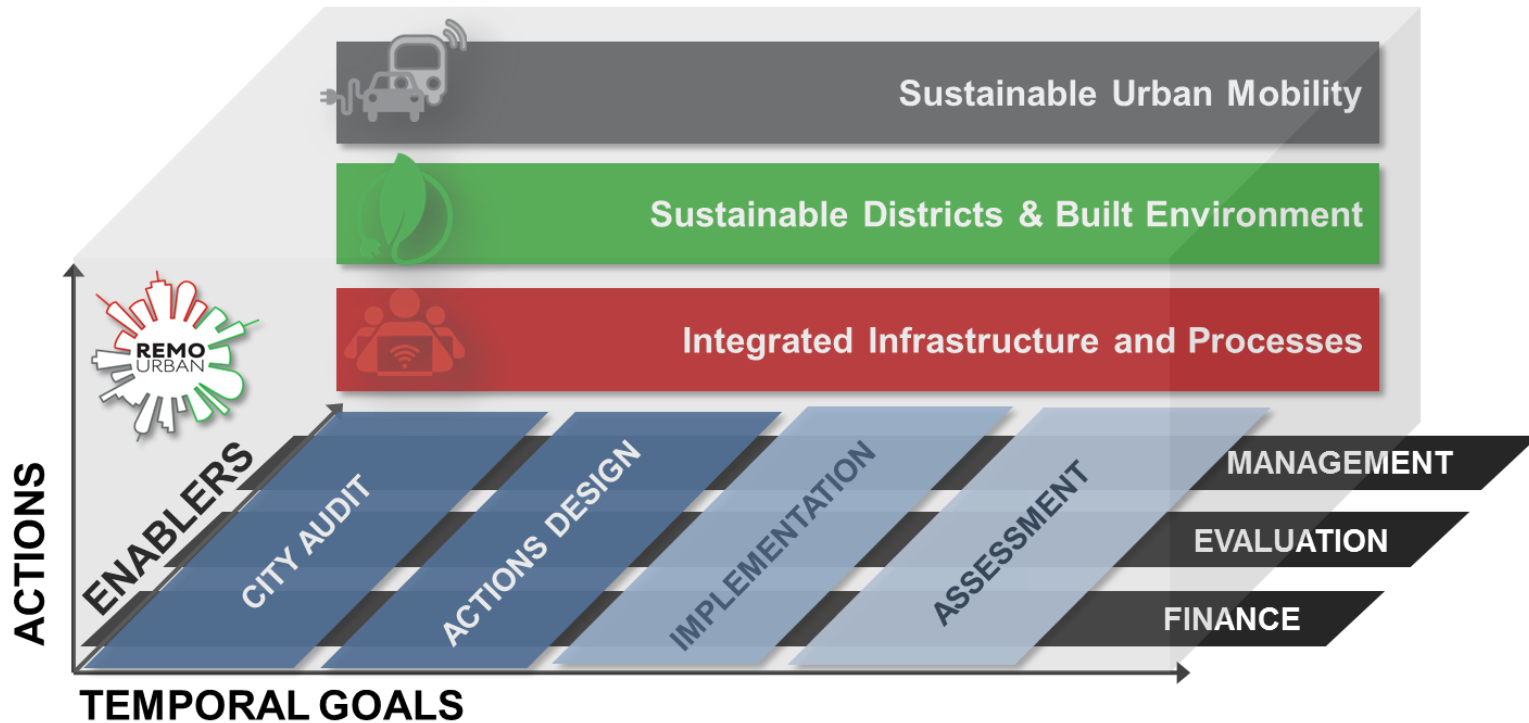 Sustainable Urban Mobility
Sustainable Districts & Built Environment
Integrated Infrastructure and Processes
REMO
URBAN
ACTIONS
ENABLERS
CITY AUDIT
ACTIONS DESIGN
IMPLEMENTATION
ASSESSMENT
MANAGEMENT
EVALUATION
FINANCE
TEMPORAL GOALS